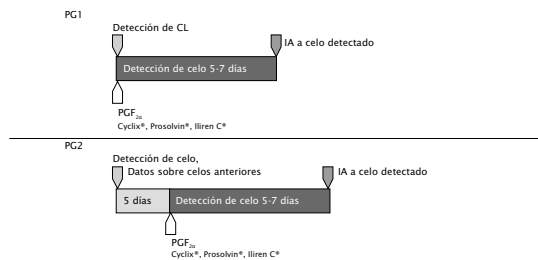 PG1
Detección de CL
IA a celo detectado
Detección de celo 5-7 días
PGF2α
Cyclix®, Prosolvin®, Iliren C®
PG2
Detección de celo,
Datos sobre celos anteriores
IA a celo detectado
5 días
Detección de celo 5-7 días
PGF2α
Cyclix®, Prosolvin®, Iliren C®